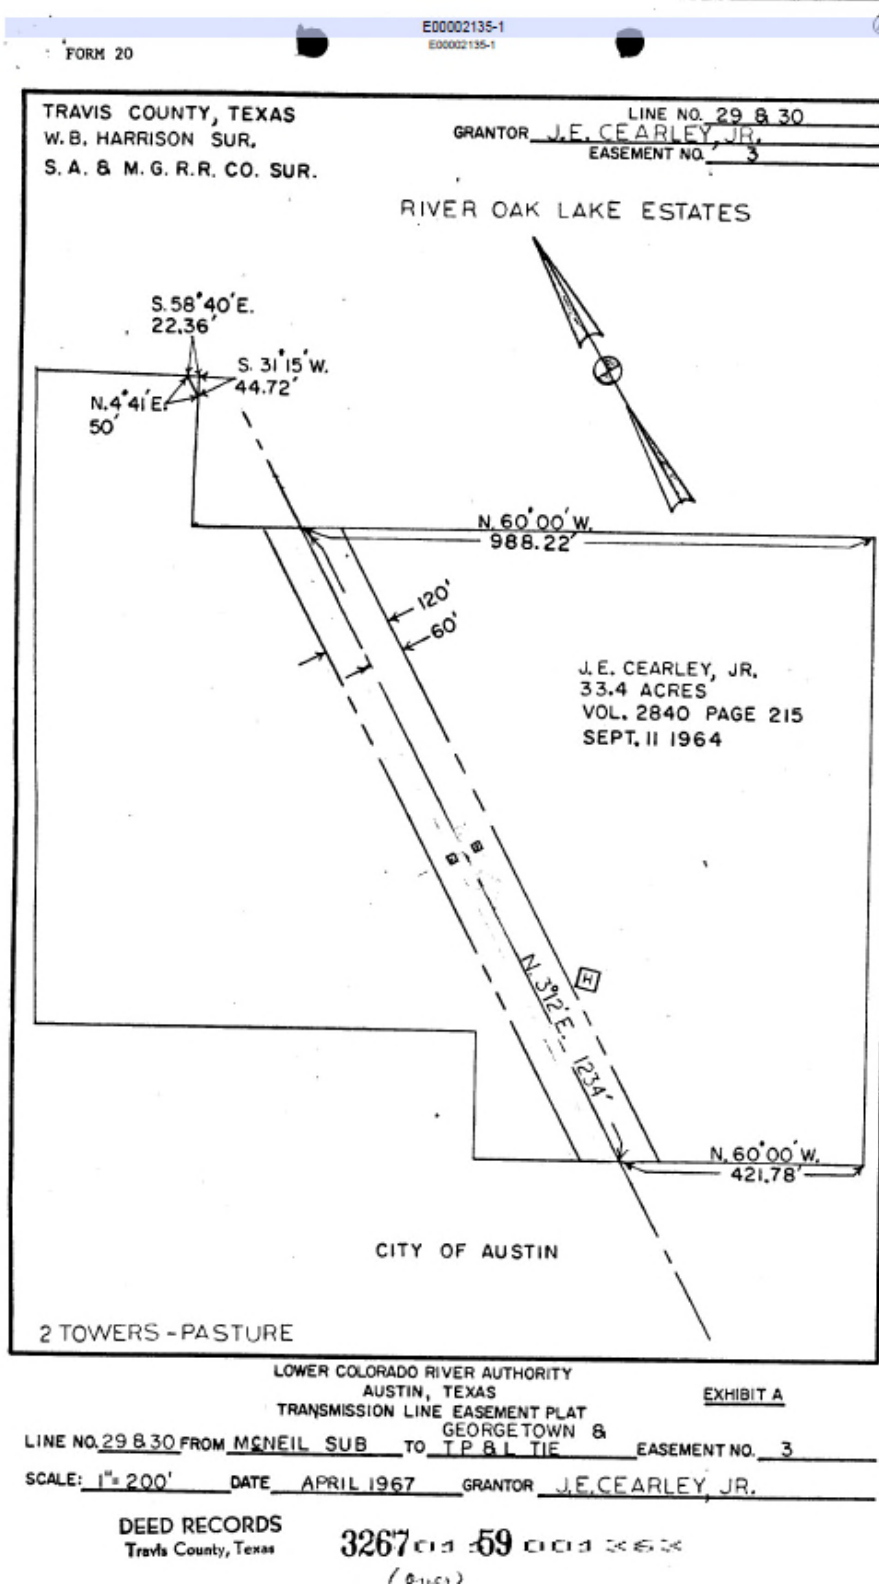 E00002135-1
E00002135-1
FORM 20
TRAVIS COUNTY, TEXAS
W.B. HARRISON SUR.
S.A. & M.G.R.R. CO. SUR.
LINE NO. 29 & 30
GRANTOR J.E. CEARLEY, JR.
EASEMENT NO. 3
RIVER OAK LAKE ESTATES
S.58°40'E.
22.36'
S. 31°15'W.
44.72'
N.4°41'E.
50'
N. 60°00'W.
988.22'
120'
60'
J.E. CEARLEY, JR.
33.4 ACRES
VOL. 2840 PAGE 215
SEPT. 11 1964
H
N. 3°12'E. 1234'
N. 60°00'W.
421.78'
CITY OF AUSTIN
2 TOWERS - PASTURE
LOWER COLORADO RIVER AUTHORITY
AUSTIN, TEXAS
EXHIBIT A
TRANSMISSION LINE EASEMENT PLAT
LINE NO. 29 & 30 FROM MCNEIL SUB TO GEORGETOWN & T P & L TIE EASEMENT NO. 3
SCALE: 1"= 200' DATE APRIL 1967 GRANTOR J.E. CEARLEY, JR.
DEED RECORDS
Travis County, Texas
3267 59